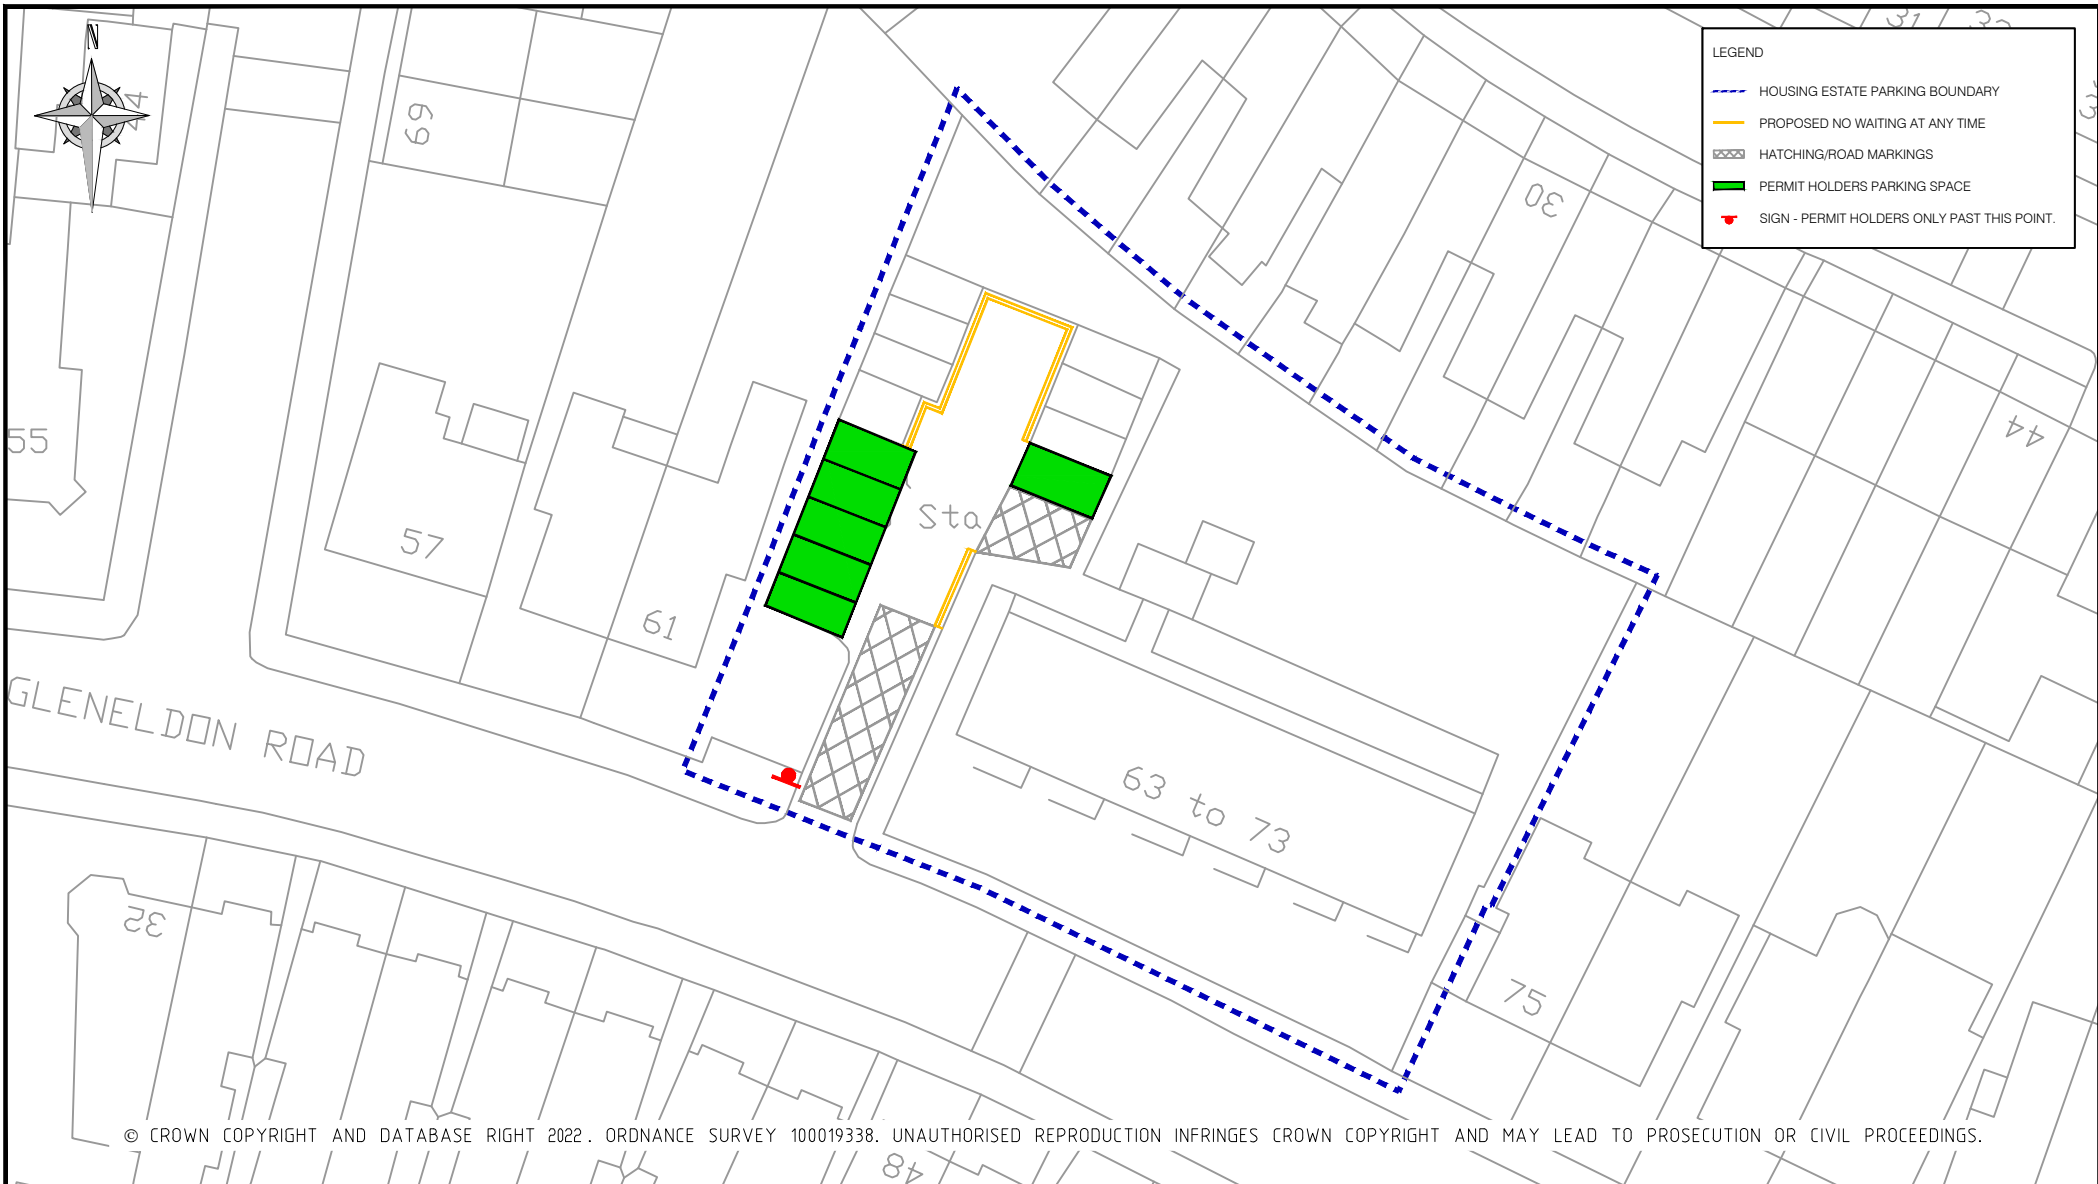 N
31
33
LEGEND
HOUSING ESTATE PARKING BOUNDARY
PROPOSED NO WAITING AT ANY TIME
HATCHING/ROAD MARKINGS
PERMIT HOLDERS PARKING SPACE
SIGN - PERMIT HOLDERS ONLY PAST THIS POINT.
69
30
44
55
57
Sta
61
GLENELDON ROAD
63 to 73
32
75
© CROWN COPYRIGHT AND DATABASE RIGHT 2022. ORDNANCE SURVEY 100019338. UNAUTHORISED REPRODUCTION INFRINGES CROWN COPYRIGHT AND MAY LEAD TO PROSECUTION OR CIVIL PROCEEDINGS.
48